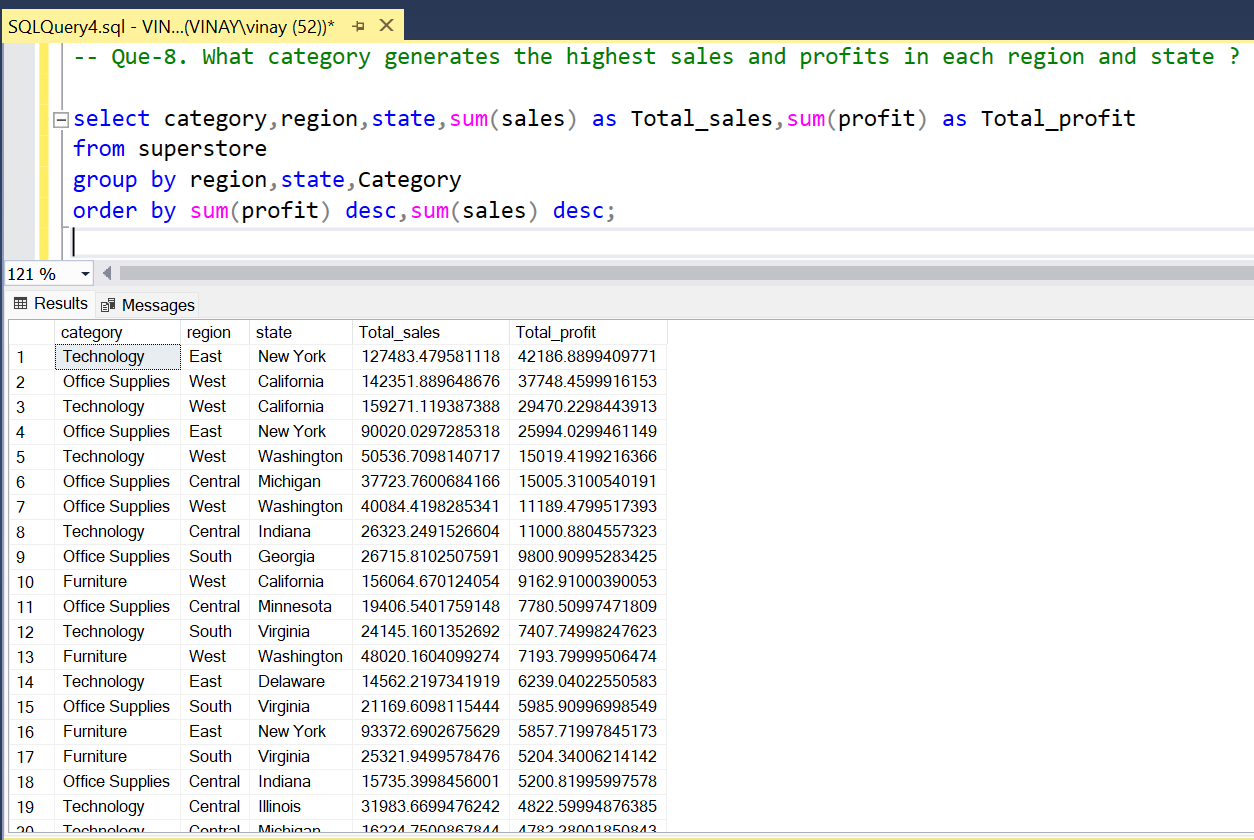 SQLQuery4.sql - VIN...(VINAY\vinay (52))*
-- Que-8. What category generates the highest sales and profits in each region and state ?
select category,region,state,sum(sales) as Total_sales,sum(profit) as Total_profit
from superstore
group by region,state,Category
order by sum(profit) desc,sum(sales) desc;
121 %
Results Messages
category region state Total_sales Total_profit
1 Technology East New York 127483.479581118 42186.8899409771
2 Office Supplies West California 142351.889648676 37748.4599916153
3 Technology West California 159271.119387388 29470.2298443913
4 Office Supplies East New York 90020.0297285318 25994.0299461149
5 Technology West Washington 50536.7098140717 15019.4199216366
6 Office Supplies Central Michigan 37723.7600684166 15005.3100540191
7 Office Supplies West Washington 40084.4198285341 11189.4799517393
8 Technology Central Indiana 26323.2491526604 11000.8804557323
9 Office Supplies South Georgia 26715.8102507591 9800.90995283425
10 Furniture West California 156064.670124054 9162.91000390053
11 Office Supplies Central Minnesota 19406.5401759148 7780.50997471809
12 Technology South Virginia 24145.1601352692 7407.74998247623
13 Furniture West Washington 48020.1604099274 7193.79999506474
14 Technology East Delaware 14562.2197341919 6239.04022550583
15 Office Supplies South Virginia 21169.6098115444 5985.90996998549
16 Furniture East New York 93372.6902675629 5857.71997845173
17 Furniture South Virginia 25321.9499578476 5204.34006214142
18 Office Supplies Central Indiana 15735.3998456001 5200.81995997578
19 Technology Central Illinois 31983.6699476242 4822.59994876385
20 Technology Central Michigan 16224.7500867844 4782.28001850843